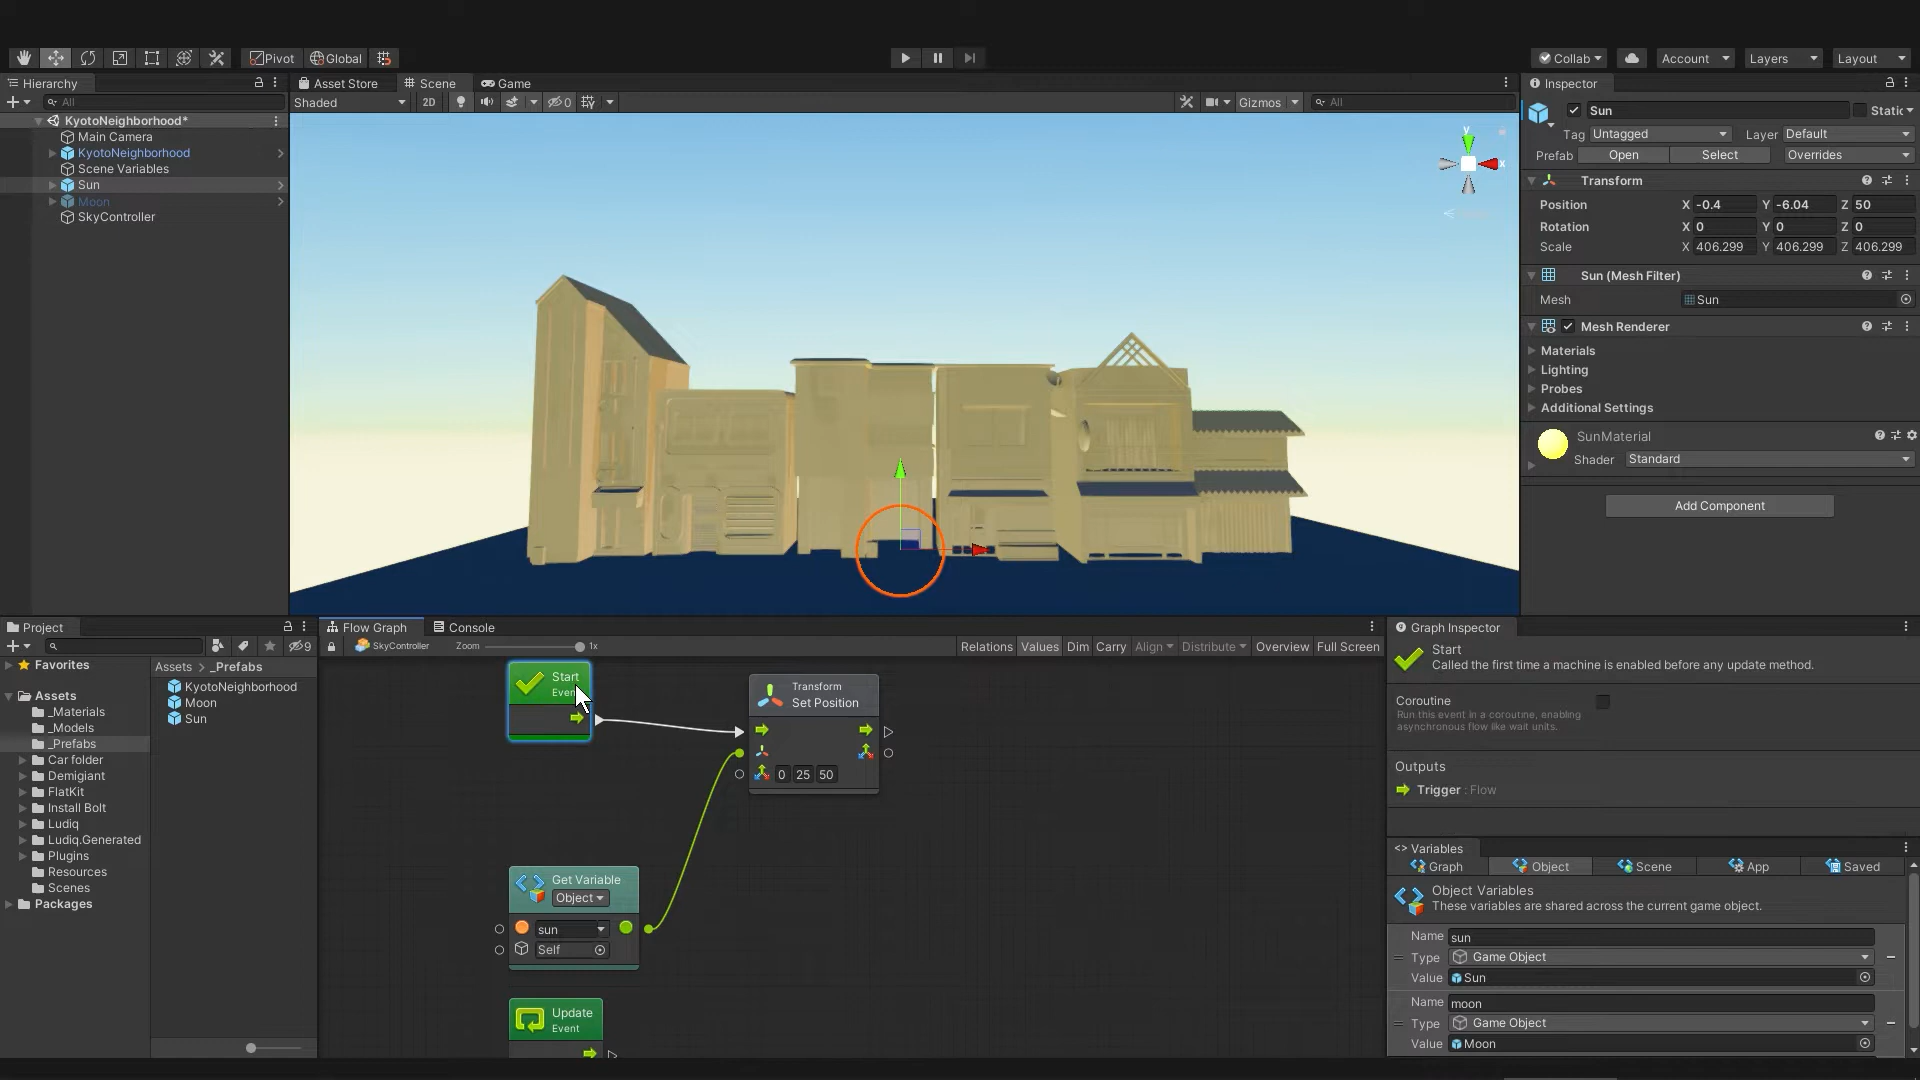 Pivot Global Collab Account Layers Layout
Hierarchy
All
KyotoNeighborhood*
Main Camera
KyotoNeighborhood
Scene Variables
Sun
Moon
SkyController
Asset Store Scene Game
Shaded 2D 0 Gizmos All
y
x
Inspector
Sun Static
Tag Untagged Layer Default
Prefab Open Select Overrides
Transform
Position X -0.4 Y -6.04 Z 50
Rotation X 0 Y 0 Z 0
Scale X 406.299 Y 406.299 Z 406.299
Sun (Mesh Filter)
Mesh Sun
Mesh Renderer
Materials
Lighting
Probes
Additional Settings
SunMaterial
Shader Standard
Add Component
Project
9
Favorites
Assets
_Materials
_Models
_Prefabs
Car folder
Demigiant
FlatKit
Install Bolt
Ludiq
Ludiq.Generated
Plugins
Resources
Scenes
Packages
Assets > _Prefabs
KyotoNeighborhood
Moon
Sun
Flow Graph Console
SkyController Zoom 1x Relations Values Dim Carry Align Distribute Overview Full Screen
Start
Event
Transform
Set Position
0 25 50
Get Variable
Object
sun
Self
Update
Event
Graph Inspector
Start
Called the first time a machine is enabled before any update method.
Coroutine
Run this event in a coroutine, enabling
asynchronous flow like wait units.
Outputs
Trigger : Flow
<> Variables
Graph Object Scene App Saved
Object Variables
These variables are shared across the current game object.
Name sun
Type Game Object
Value Sun
Name moon
Type Game Object
Value Moon